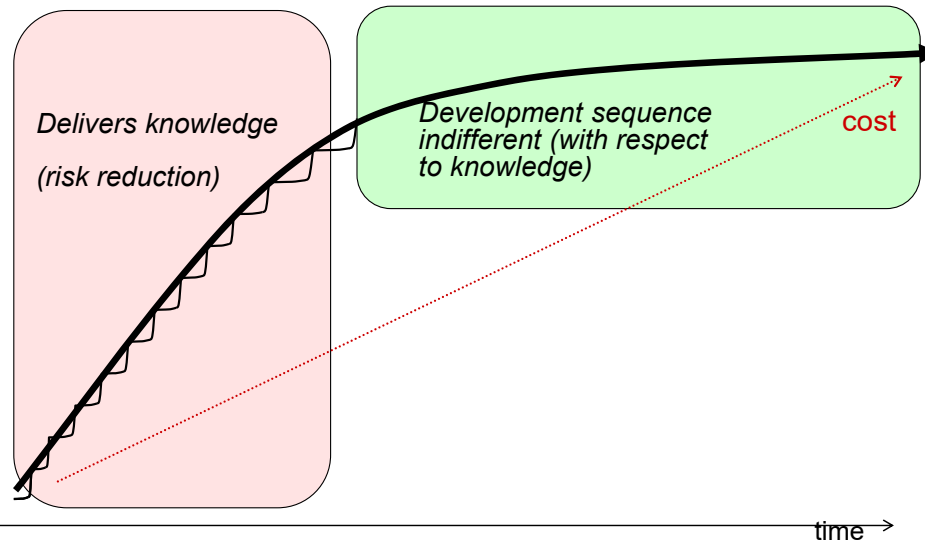 Delivers knowledge
(risk reduction)
Development sequence
indifferent (with respect
to knowledge)
cost
time